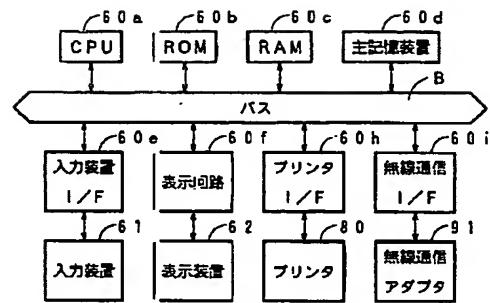 60a 60b 60c 60d
CPU ROM RAM 主記憶装置
B
バス
60e 60f 60h 60i
入力装置 表示回路 プリンタ 無線通信
I/F I/F I/F
61 62 80 91
入力装置 表示装置 プリンタ 無線通信
アダプタ